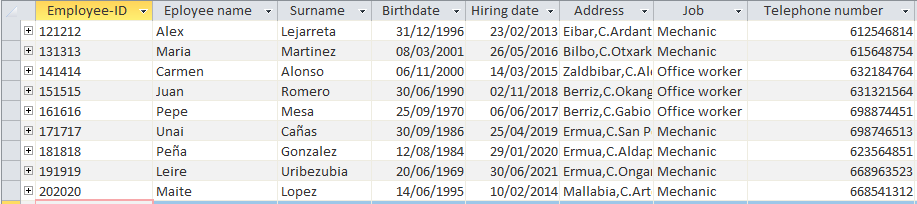 Employee-ID Eployee name Surname Birthdate Hiring date Address Job Telephone number
121212 Alex Lejarreta 31/12/1996 23/02/2013 Eibar,C.Ardant Mechanic 612546814
131313 Maria Martinez 08/03/2001 26/05/2016 Bilbo,C.Otxark Mechanic 615648754
141414 Carmen Alonso 06/11/2000 14/03/2015 Zaldbibar,C.Al Office worker 632184764
151515 Juan Romero 30/06/1990 02/11/2018 Berriz,C.Okang Office worker 631321564
161616 Pepe Mesa 25/09/1970 06/06/2017 Berriz,C.Gabio Office worker 698874451
171717 Unai Cañas 30/09/1986 25/04/2019 Ermua,C.San P Mechanic 698746513
181818 Peña Gonzalez 12/08/1984 29/01/2020 Ermua,C.Aldap Mechanic 623564851
191919 Leire Uribezubia 20/06/1969 30/06/2021 Ermua,C.Ongar Mechanic 668963523
202020 Maite Lopez 14/06/1995 10/02/2014 Mallabia,C.Art Mechanic 668541312